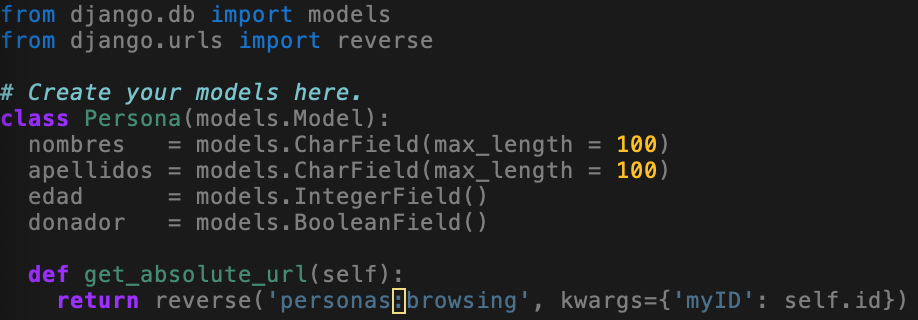 from django.db import models
from django.urls import reverse

# Create your models here.
class Persona(models.Model):
  nombres   = models.CharField(max_length = 100)
  apellidos = models.CharField(max_length = 100)
  edad      = models.IntegerField()
  donador   = models.BooleanField()

  def get_absolute_url(self):
    return reverse('personas:browsing', kwargs={'myID': self.id})